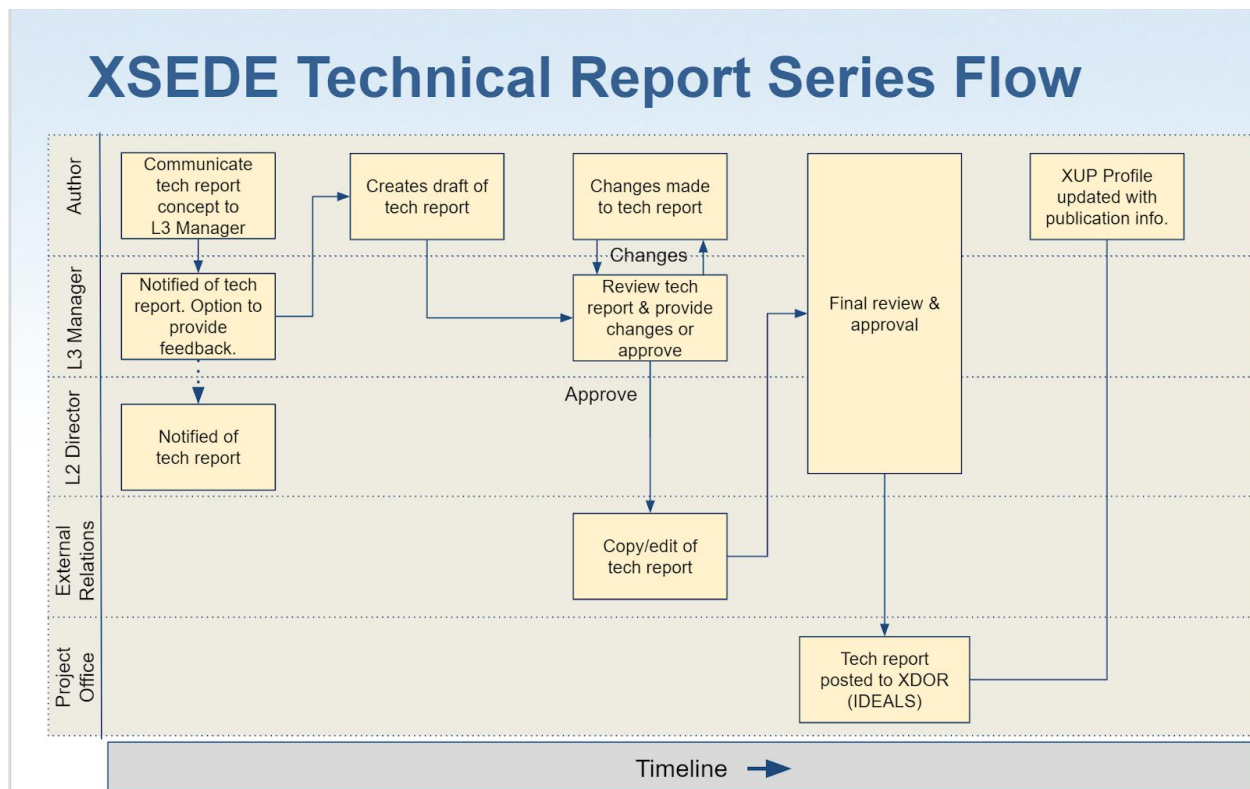 XSEDE Technical Report Series Flow
Author
Communicate
tech report
concept to
L3 Manager
Creates draft of
tech report
Changes made
to tech report
XUP Profile
updated with
publication info.
Changes
L3 Manager
Notified of tech
report. Option to
provide
feedback.
Review tech
report & provide
changes or
approve
Final review &
approval
Approve
L2 Director
Notified of
tech report
External
Relations
Copy/edit of
tech report
Project
Office
Tech report
posted to XDOR
(IDEALS)
Timeline